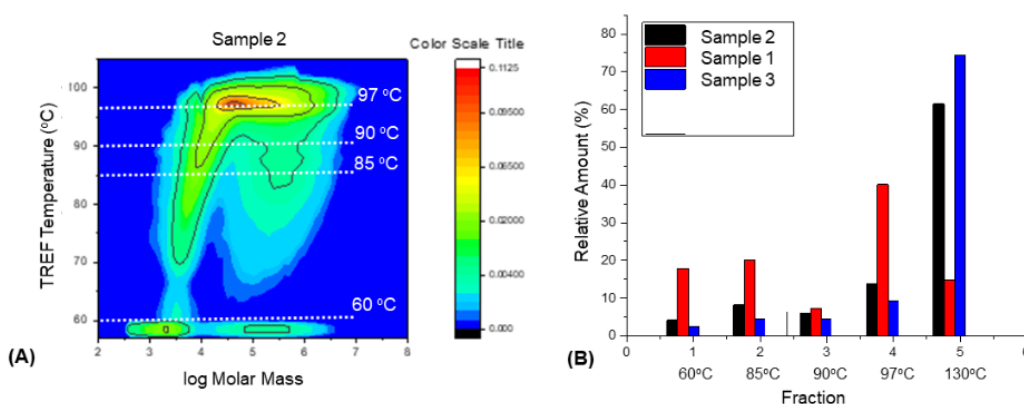 Sample 2
Color Scale Title
TREF Temperature (°C)
100
90
80
70
60
97 °C
90 °C
85 °C
60 °C
2 3 4 5 6 7 8
log Molar Mass
0.1125
0.09500
0.06500
0.02000
0.00400
0.000
(A)
Relative Amount (%)
80
70
60
50
40
30
20
10
0
Sample 2
Sample 1
Sample 3
0 1 2 3 4 5 6
60°C 85°C 90°C 97°C 130°C
Fraction
(B)